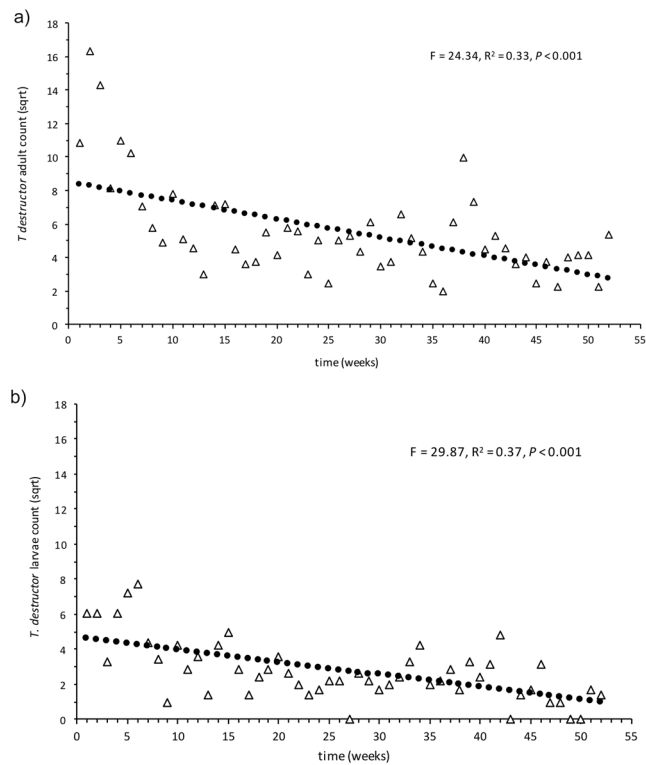 a)
18
16
14
12
10
8
6
4
2
0
T destructor adult count (sqrt)
F = 24.34, R² = 0.33, P < 0.001
0 5 10 15 20 25 30 35 40 45 50 55
time (weeks)
b)
18
16
14
12
10
8
6
4
2
0
T. destructor larvae count (sqrt)
F = 29.87, R² = 0.37, P < 0.001
0 5 10 15 20 25 30 35 40 45 50 55
time (weeks)